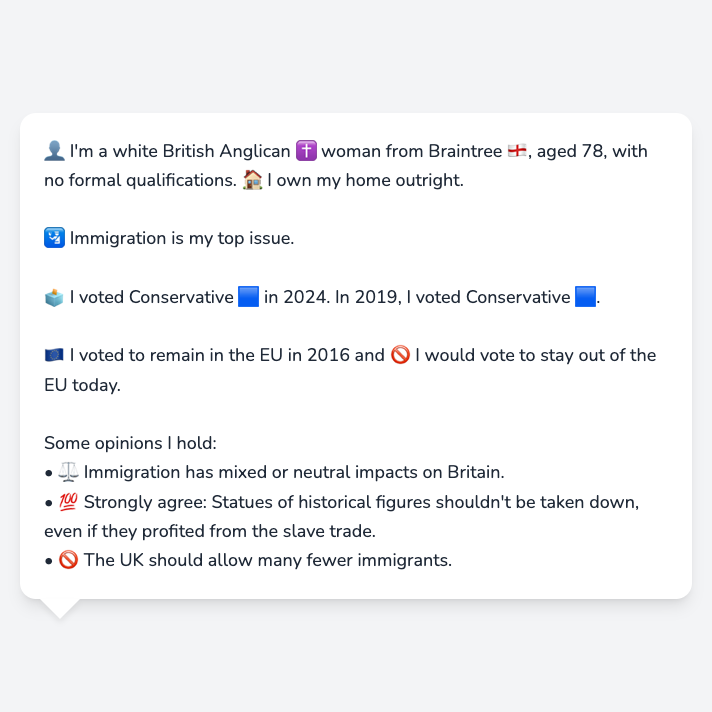 👤 I'm a white British Anglican ✝️ woman from Braintree 🏴󠁧󠁢󠁥󠁮󠁧󠁿, aged 78, with
no formal qualifications. 🏠 I own my home outright.
🛂 Immigration is my top issue.
🗳️ I voted Conservative 🟦 in 2024. In 2019, I voted Conservative 🟦.
🇪🇺 I voted to remain in the EU in 2016 and 🚫 I would vote to stay out of the
EU today.
Some opinions I hold:
• ⚖️ Immigration has mixed or neutral impacts on Britain.
• 💯 Strongly agree: Statues of historical figures shouldn't be taken down,
even if they profited from the slave trade.
• 🚫 The UK should allow many fewer immigrants.